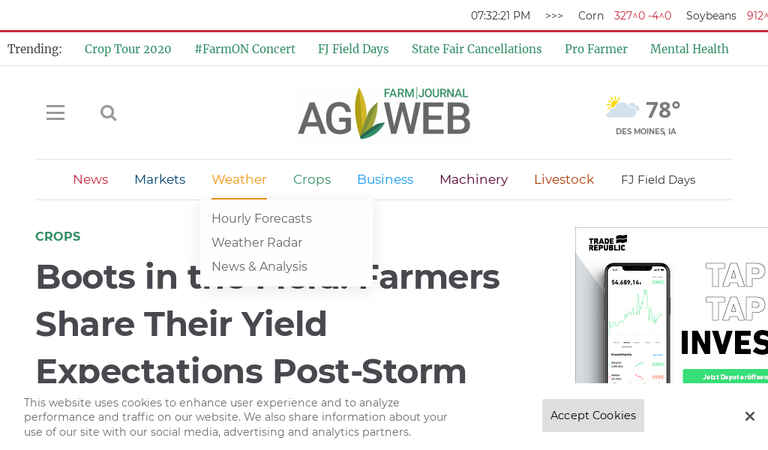 07:32:21 PM >>> Corn 327^0 -4^0 Soybeans 912^
Trending: Crop Tour 2020 #FarmON Concert FJ Field Days State Fair Cancellations Pro Farmer Mental Health
FARM JOURNAL
AG WEB
78°
DES MOINES, IA
News Markets Weather Crops Business Machinery Livestock FJ Field Days
Hourly Forecasts
Weather Radar
News & Analysis
CROPS
Boots in the Field: Farmers
Share Their Yield
Expectations Post-Storm
TRADE
REPUBLIC
54.689,14
TAP
TAP
INVES
This website uses cookies to enhance user experience and to analyze
performance and traffic on our website. We also share information about your
use of our site with our social media, advertising and analytics partners.
Accept Cookies